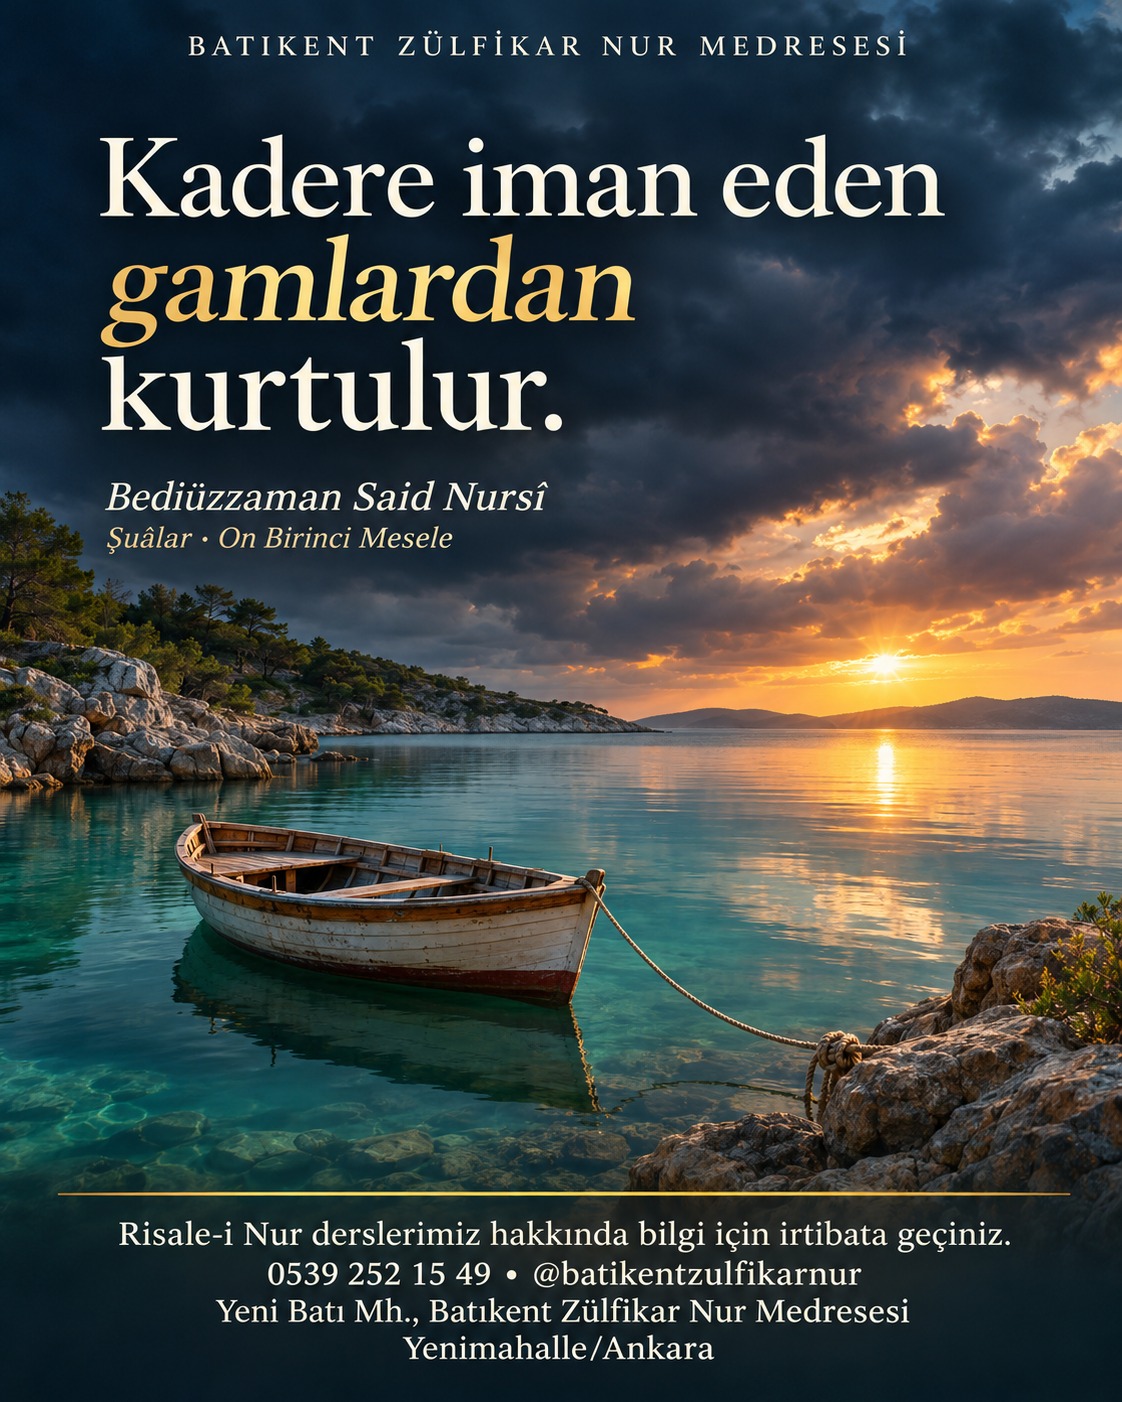 BATIKENT ZÜLFİKAR NUR MEDRESESİ
Kadere iman eden
gamlardan
kurtulur.
Bediüzzaman Said Nursî
Şuâlar • On Birinci Mesele
Risale-i Nur derslerimiz hakkında bilgi için irtibata geçiniz.
0539 252 15 49 • @batikentzulfikarnur
Yeni Batı Mh., Batıkent Zülfikar Nur Medresesi
Yenimahalle/Ankara